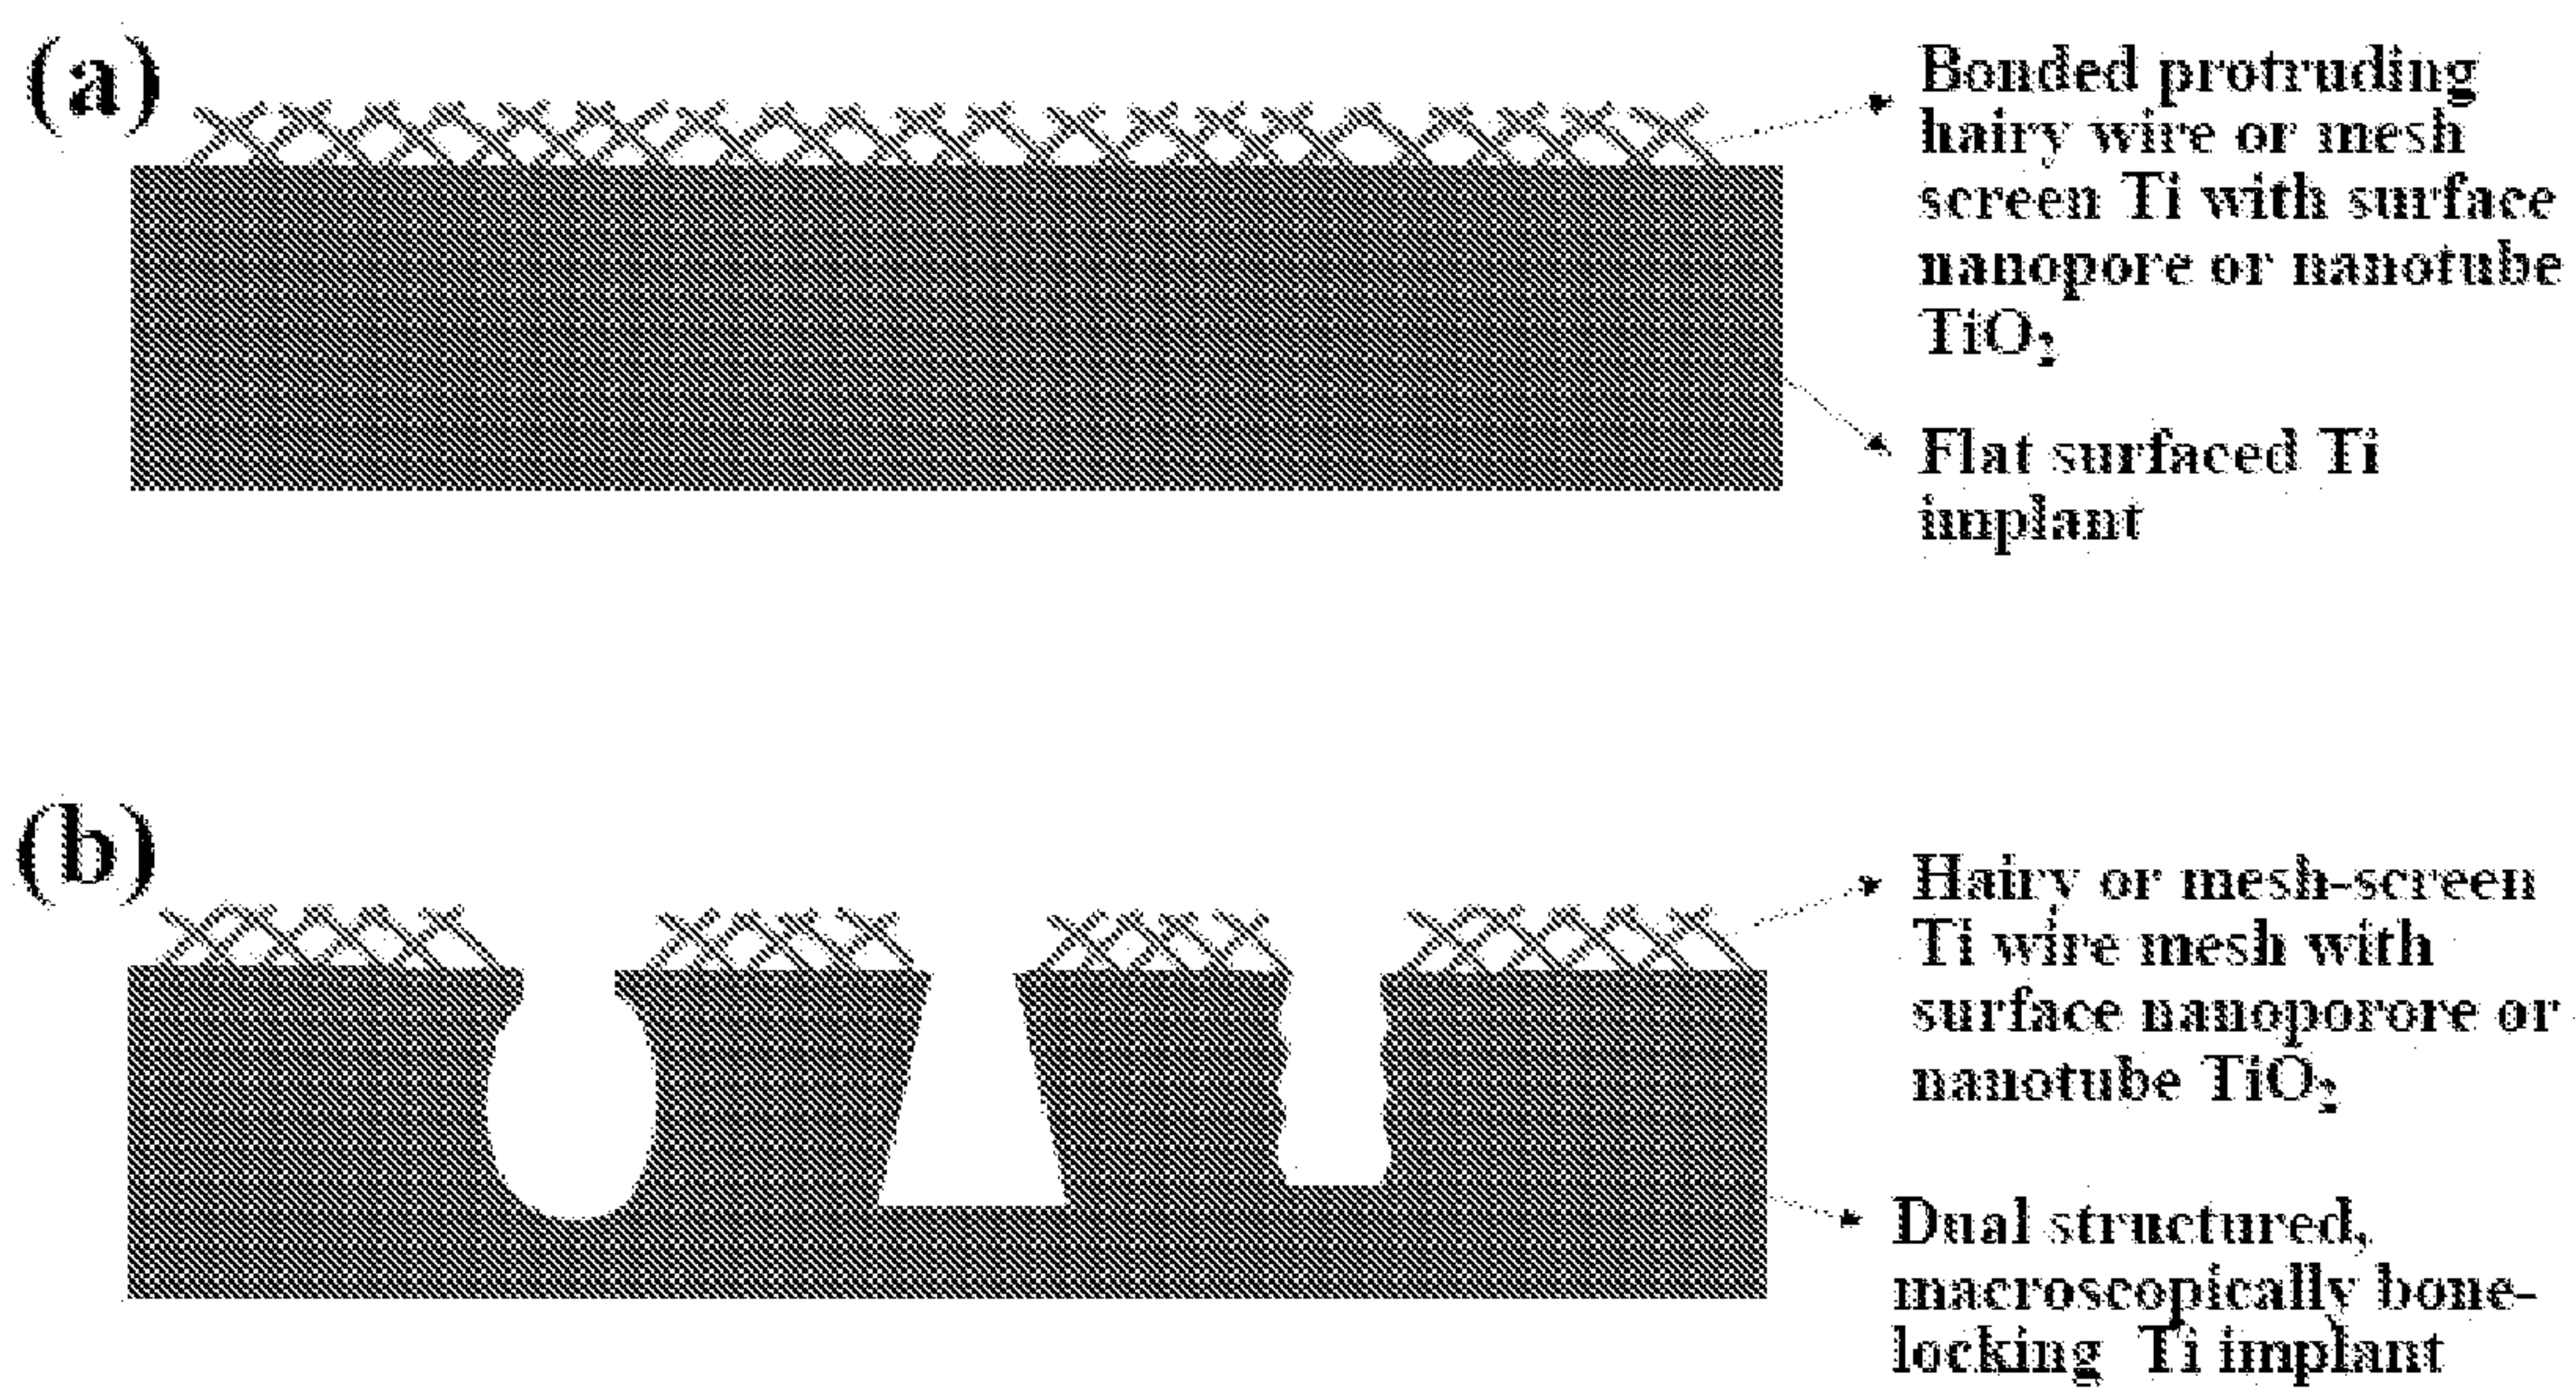 (a)
Bonded protruding
hairy wire or mesh
screen Ti with surface
nanopore or nanotube
TiO₂
Flat surfaced Ti
implant
(b)
Hairy or mesh-screen
Ti wire mesh with
surface nanoporore or
nanotube TiO₂
Dual structured,
macroscopically bone-
locking Ti implant